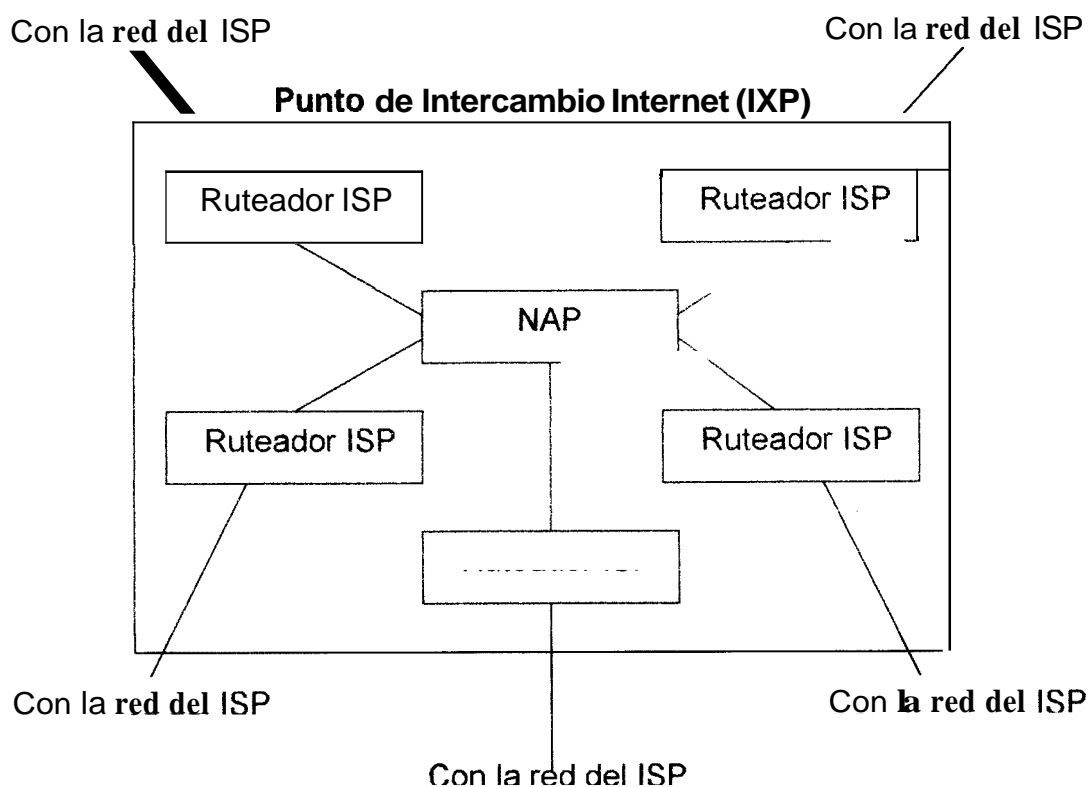 Con la red del ISP
Con la red del ISP
Punto de Intercambio Internet (IXP)
Ruteador ISP
Ruteador ISP
NAP
Ruteador ISP
Ruteador ISP
Con la red del ISP
Con la red del ISP
Con la red del ISP